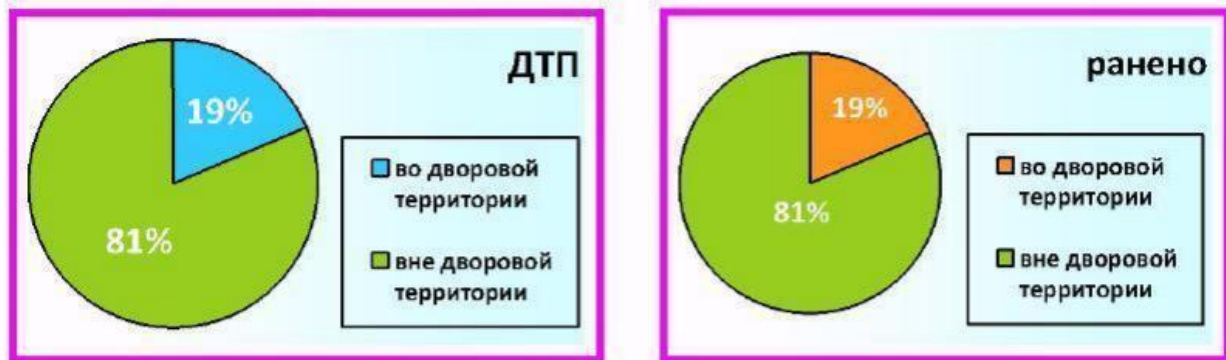 ДТП
19%
81%
во дворовой
территории
вне дворовой
территории
ранено
19%
81%
во дворовой
территории
вне дворовой
территории